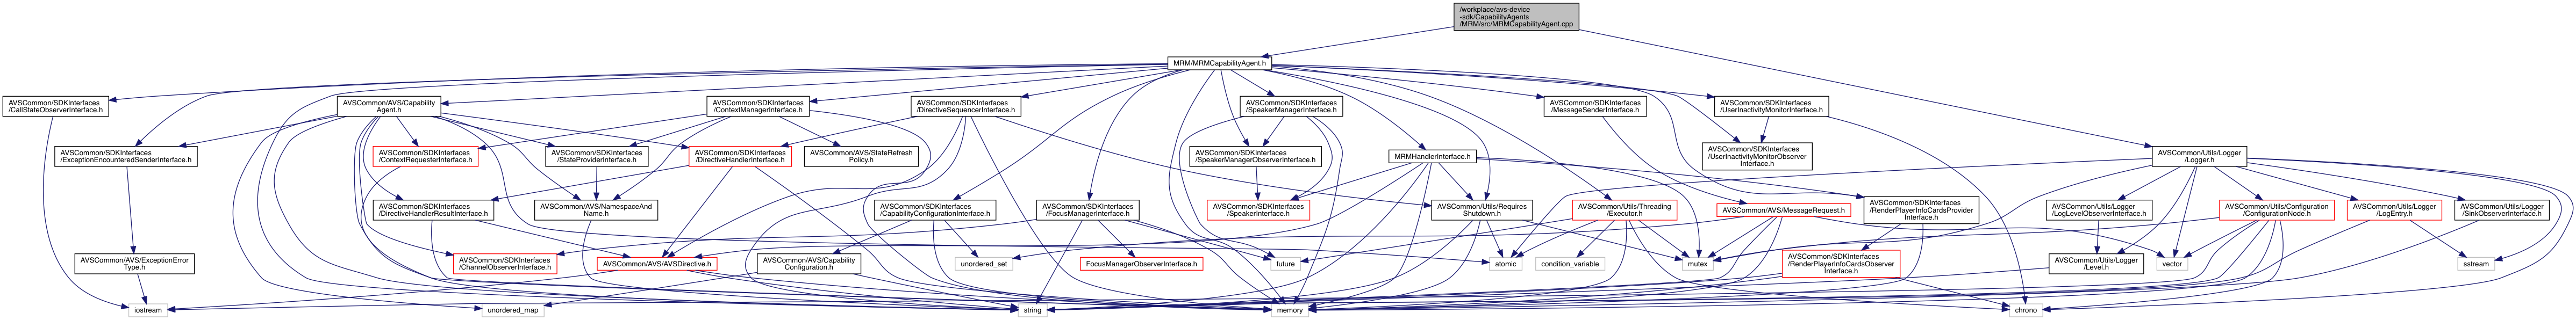 /workplace/avs-device
-sdk/CapabilityAgents
/MRM/src/MRMCapabilityAgent.cpp
MRM/MRMCapabilityAgent.h
AVSCommon/SDKInterfaces
/CallStateObserverInterface.h
AVSCommon/AVS/Capability
Agent.h
AVSCommon/SDKInterfaces
/ContextManagerInterface.h
AVSCommon/SDKInterfaces
/DirectiveSequencerInterface.h
AVSCommon/SDKInterfaces
/SpeakerManagerInterface.h
AVSCommon/SDKInterfaces
/MessageSenderInterface.h
AVSCommon/SDKInterfaces
/UserInactivityMonitorInterface.h
AVSCommon/SDKInterfaces
/ExceptionEncounteredSenderInterface.h
AVSCommon/SDKInterfaces
/ContextRequesterInterface.h
AVSCommon/SDKInterfaces
/StateProviderInterface.h
AVSCommon/SDKInterfaces
/DirectiveHandlerInterface.h
AVSCommon/AVS/StateRefresh
Policy.h
AVSCommon/SDKInterfaces
/SpeakerManagerObserverInterface.h
MRMHandlerInterface.h
AVSCommon/SDKInterfaces
/UserInactivityMonitorObserver
Interface.h
AVSCommon/Utils/Logger
/Logger.h
AVSCommon/SDKInterfaces
/DirectiveHandlerResultInterface.h
AVSCommon/AVS/NamespaceAnd
Name.h
AVSCommon/SDKInterfaces
/CapabilityConfigurationInterface.h
AVSCommon/SDKInterfaces
/FocusManagerInterface.h
AVSCommon/SDKInterfaces
/SpeakerInterface.h
AVSCommon/Utils/Requires
Shutdown.h
AVSCommon/Utils/Threading
/Executor.h
AVSCommon/AVS/MessageRequest.h
AVSCommon/SDKInterfaces
/RenderPlayerInfoCardsProvider
Interface.h
AVSCommon/Utils/Logger
/LogLevelObserverInterface.h
AVSCommon/Utils/Configuration
/ConfigurationNode.h
AVSCommon/Utils/Logger
/LogEntry.h
AVSCommon/Utils/Logger
/SinkObserverInterface.h
AVSCommon/AVS/ExceptionError
Type.h
AVSCommon/SDKInterfaces
/ChannelObserverInterface.h
AVSCommon/AVS/AVSDirective.h
AVSCommon/AVS/Capability
Configuration.h
unordered_set
FocusManagerObserverInterface.h
future
atomic
condition_variable
mutex
AVSCommon/SDKInterfaces
/RenderPlayerInfoCardsObserver
Interface.h
AVSCommon/Utils/Logger
/Level.h
vector
sstream
iostream
unordered_map
string
memory
chrono